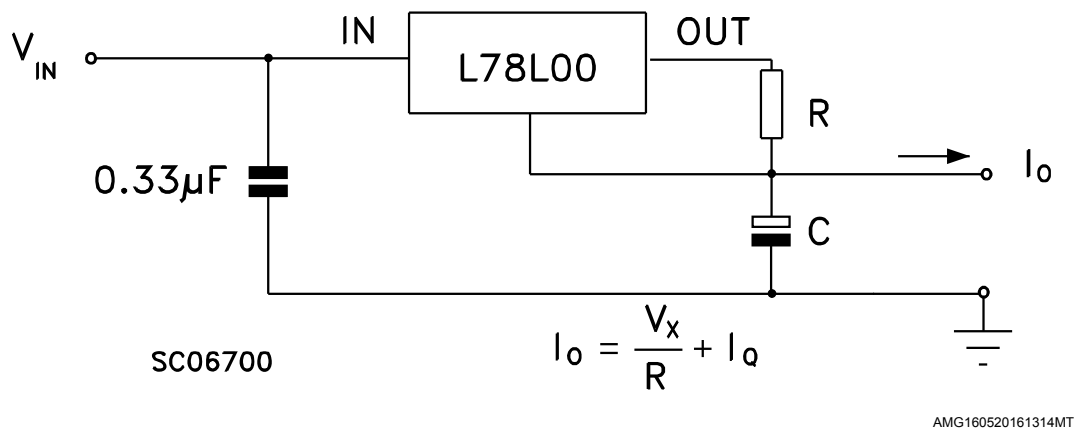 V_IN
IN
L78L00
OUT
R
0.33µF
I_O
C
I_O = V_X / R + I_Q
SC06700
AMG160520161314MT